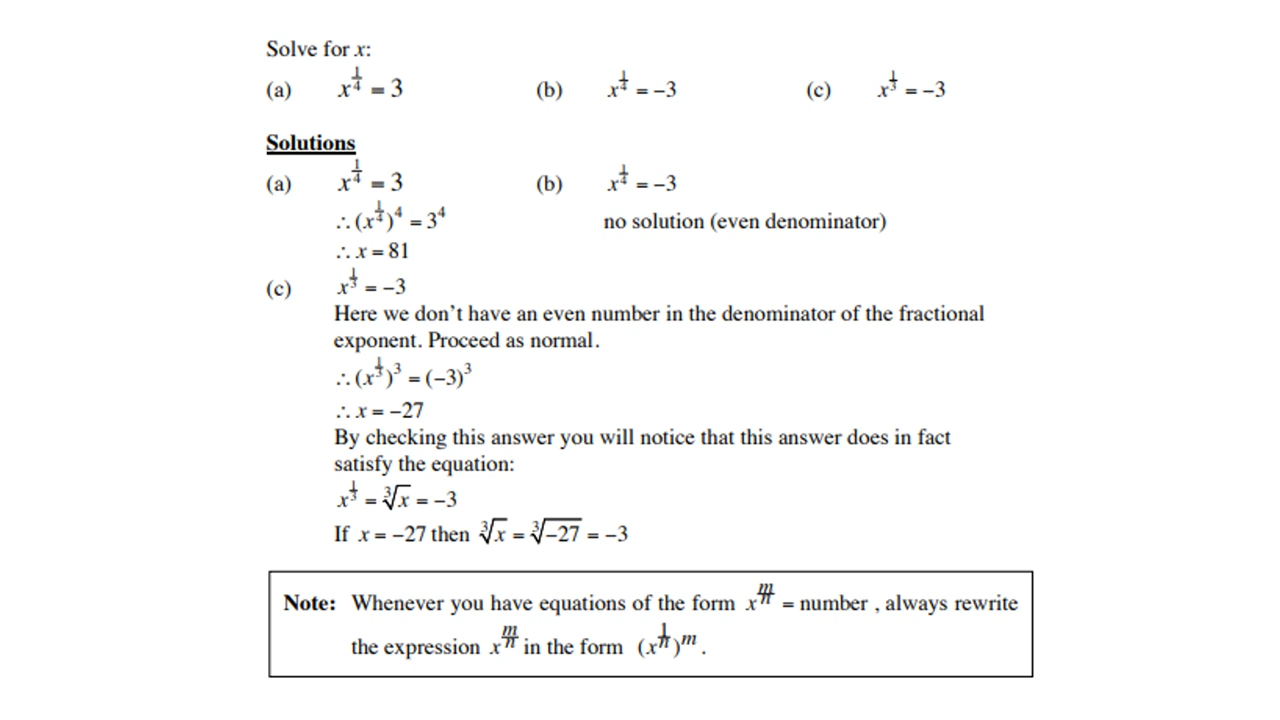 Solve for x:
(a) x^{1/4} = 3 (b) x^{1/4} = −3 (c) x^{1/3} = −3
Solutions
(a) x^{1/4} = 3 (b) x^{1/4} = −3
∴ (x^{1/4})^4 = 3^4 no solution (even denominator)
∴ x = 81
(c) x^{1/3} = −3
Here we don’t have an even number in the denominator of the fractional
exponent. Proceed as normal.
∴ (x^{1/3})^3 = (−3)^3
∴ x = −27
By checking this answer you will notice that this answer does in fact
satisfy the equation:
x^{1/3} = ∛x = −3
If x = −27 then ∛x = ∛−27 = −3
Note: Whenever you have equations of the form x^{m/n} = number , always rewrite
the expression x^{m/n} in the form (x^{1/n})^m .